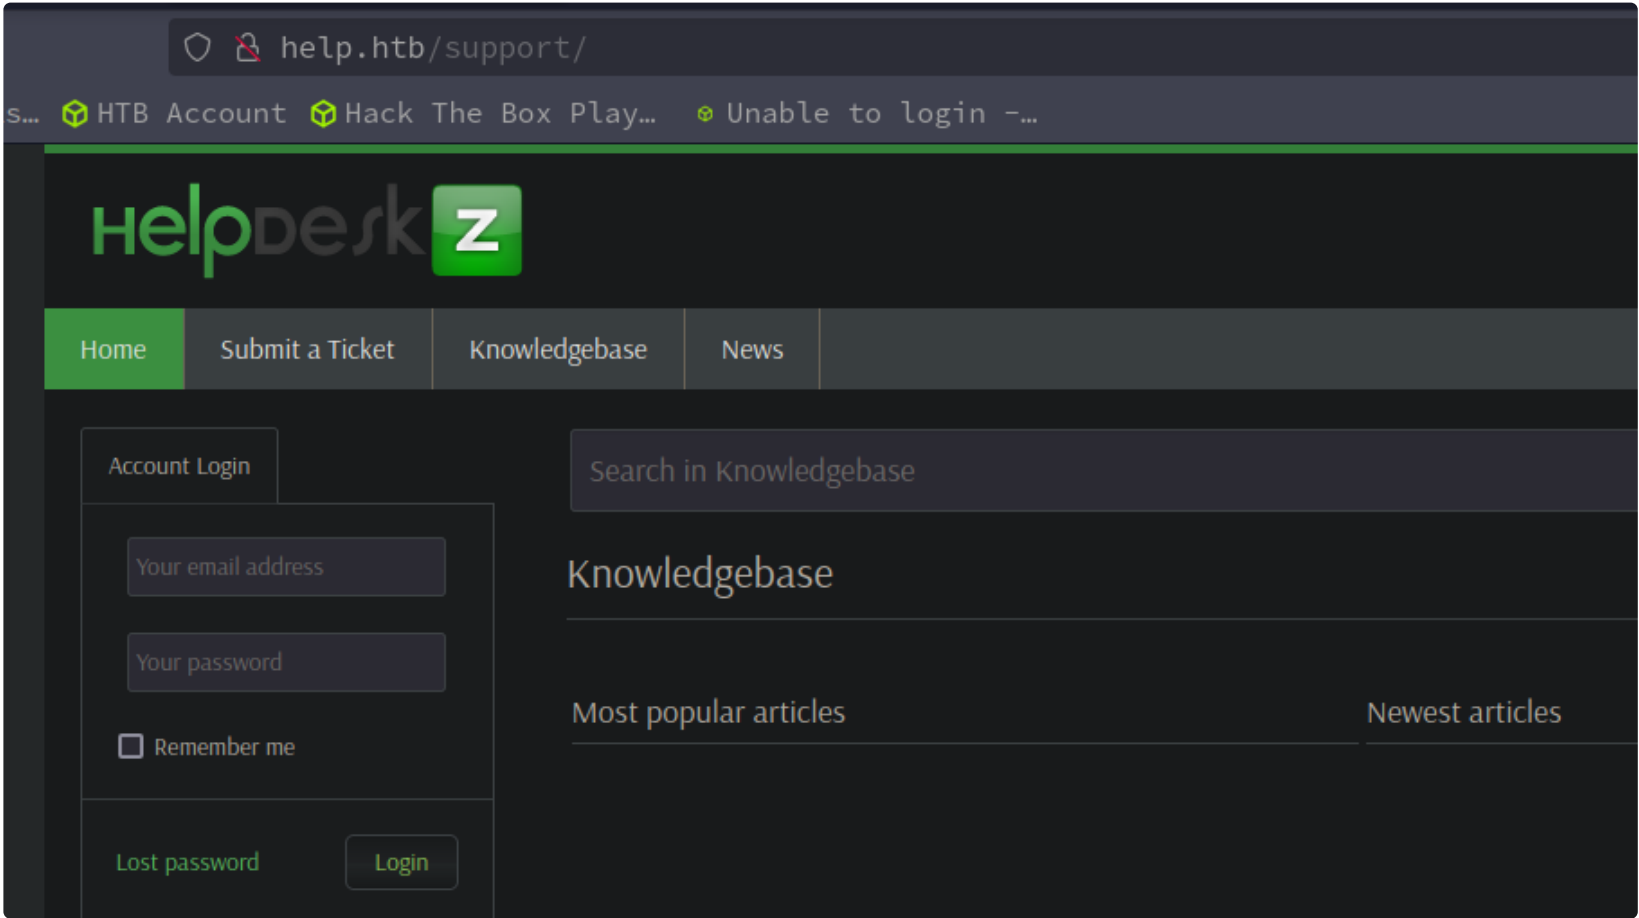 help.htb/support/
s… HTB Account Hack The Box Play… Unable to login -…
HelpDesk Z
Home Submit a Ticket Knowledgebase News
Account Login
Search in Knowledgebase
Your email address
Knowledgebase
Your password
Most popular articles Newest articles
Remember me
Lost password Login